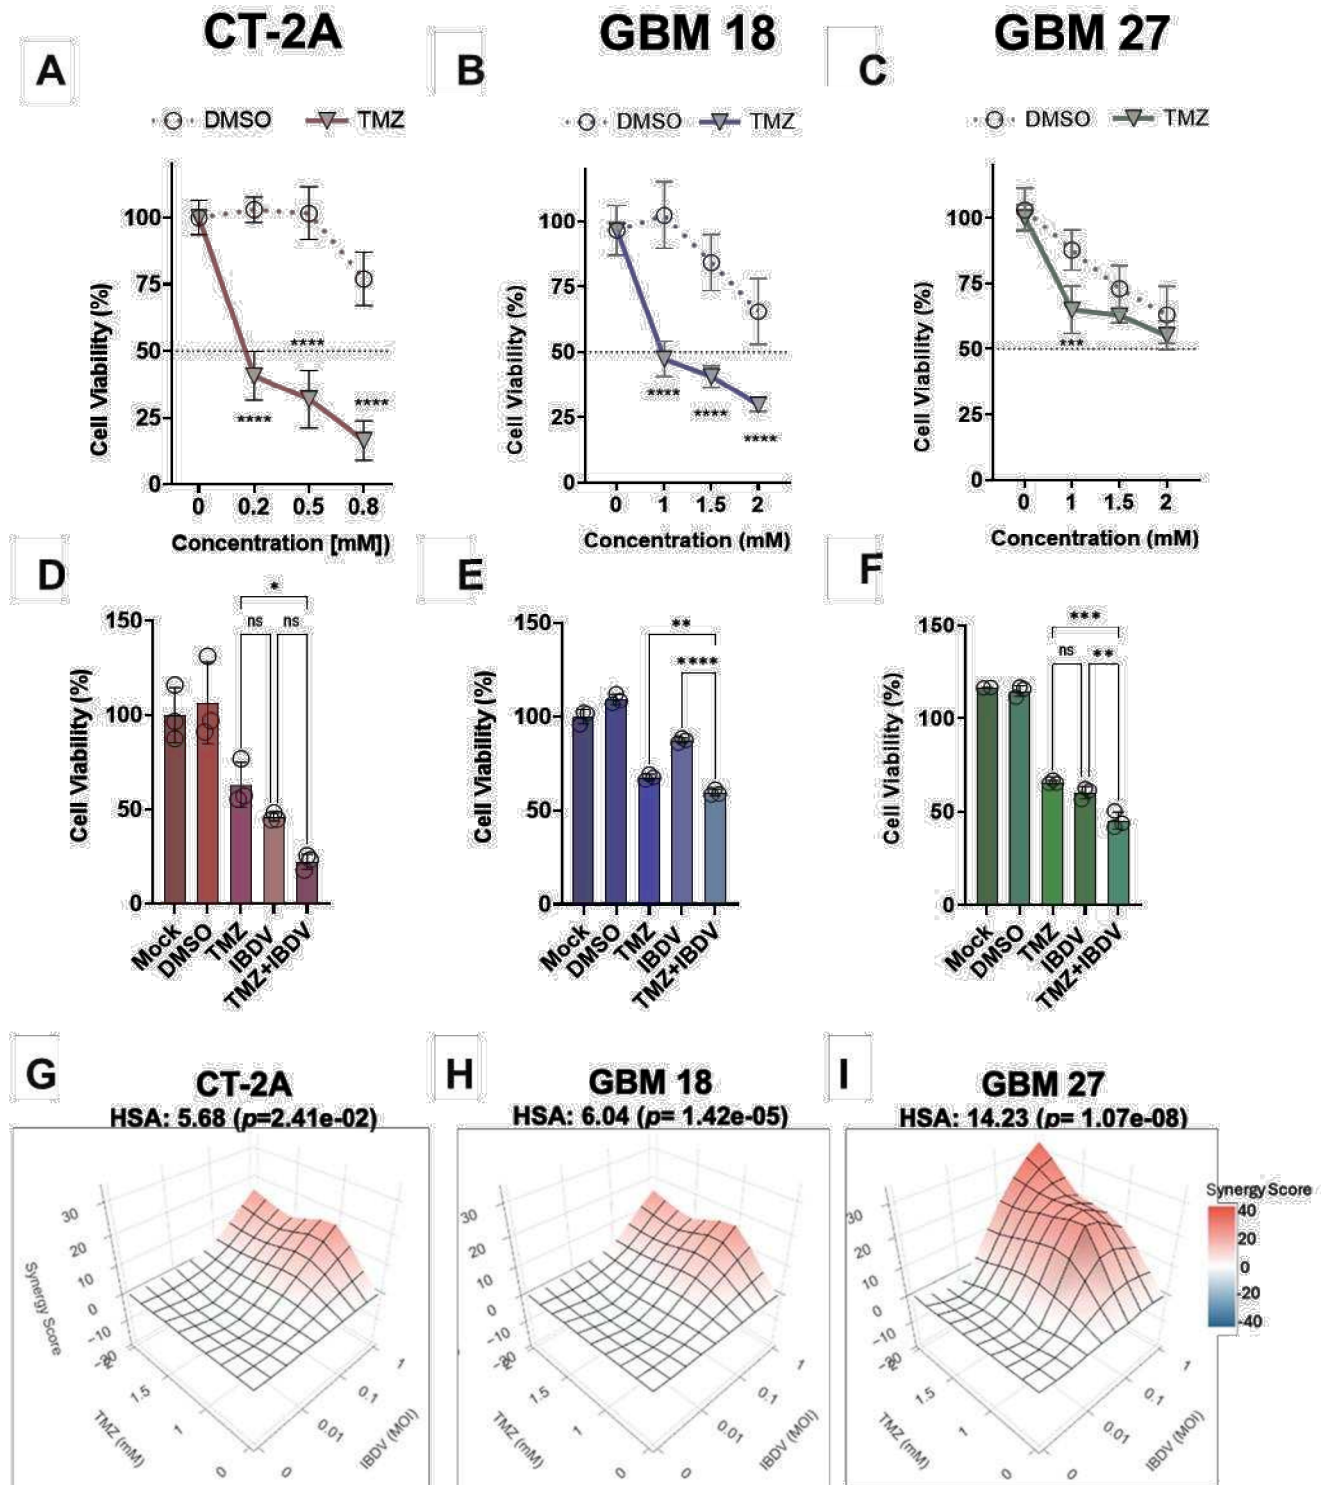 CT-2A
GBM 18
GBM 27
A
B
C
DMSO TMZ
DMSO TMZ
DMSO TMZ
Cell Viability (%)
100
75
50
25
0
****
****
****
0 0.2 0.5 0.8
Concentration [mM])
Cell Viability (%)
100
75
50
25
0
****
****
****
0 1 1.5 2
Concentration (mM)
Cell Viability (%)
100
75
50
25
0
***
0 1 1.5 2
Concentration (mM)
D
E
F
Cell Viability (%)
150
100
50
0
*
ns ns
Mock DMSO TMZ IBDV TMZ+IBDV
Cell Viability (%)
150
100
50
0
**
****
Mock DMSO TMZ IBDV TMZ+IBDV
Cell Viability (%)
150
100
50
0
***
ns **
Mock DMSO TMZ IBDV TMZ+IBDV
G
H
I
CT-2A
HSA: 5.68 (p=2.41e-02)
GBM 18
HSA: 6.04 (p= 1.42e-05)
GBM 27
HSA: 14.23 (p= 1.07e-08)
Synergy Score
30
20
10
0
-10
-20
2
1.5
1
0
TMZ (mM)
0
0.01
0.1
1
IBDV (MOI)
30
20
10
0
-10
-20
2
1.5
1
0
TMZ (mM)
0
0.01
0.1
1
IBDV (MOI)
30
20
10
0
-10
-20
2
1.5
1
0
TMZ (mM)
0
0.01
0.1
1
IBDV (MOI)
Synergy Score
40
20
0
-20
-40